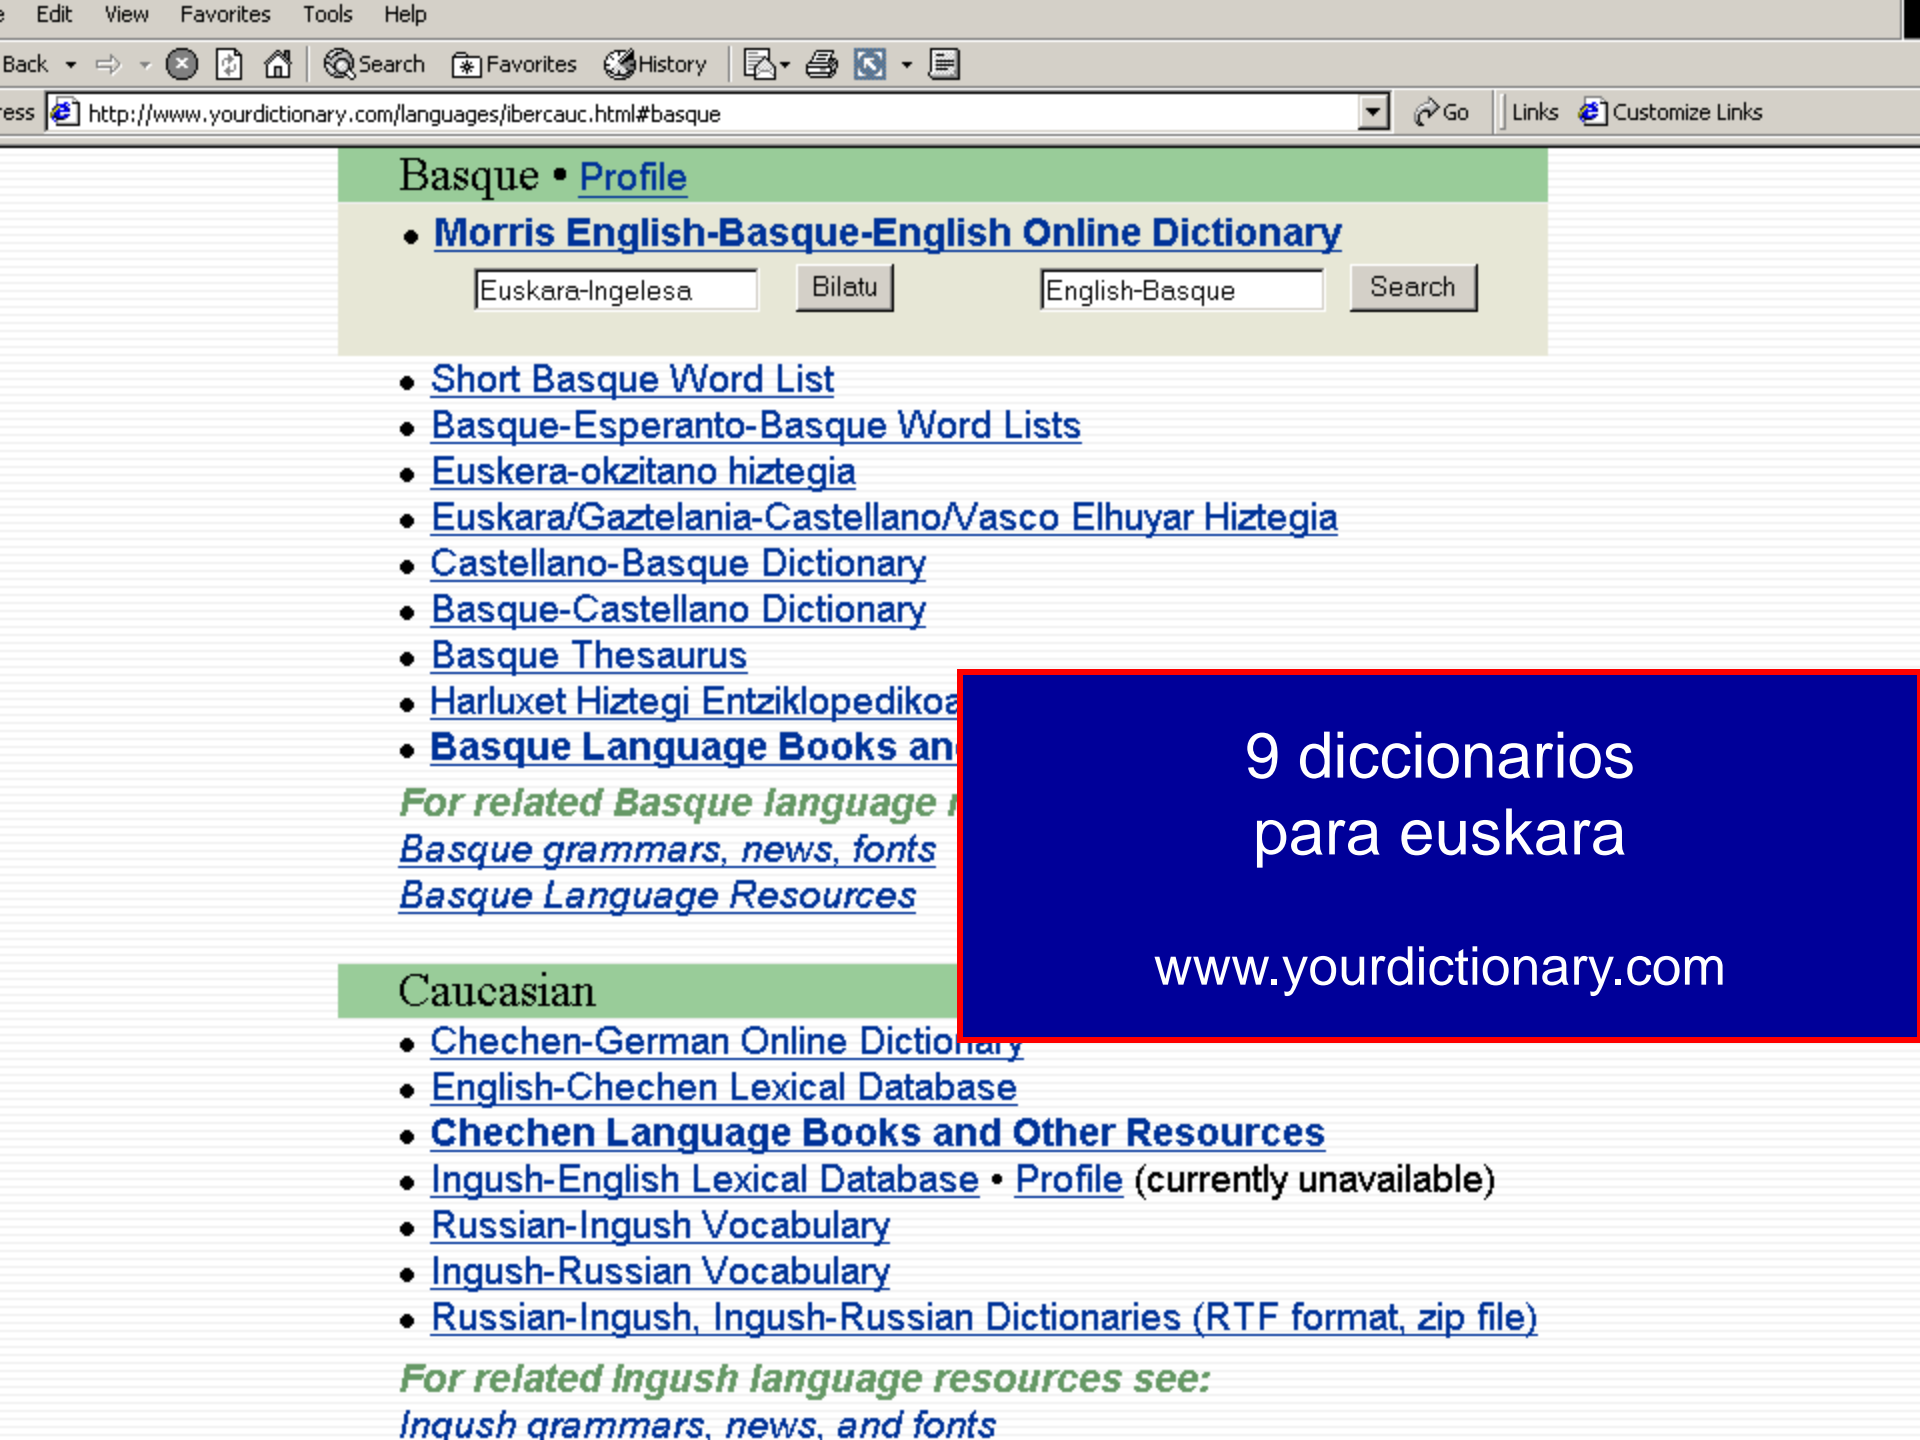 Edit View Favorites Tools Help
Back Search Favorites History
http://www.yourdictionary.com/languages/ibercauc.html#basque Go Links Customize Links
Basque • Profile
• Morris English-Basque-English Online Dictionary
Euskara-Ingelesa Bilatu English-Basque Search
• Short Basque Word List
• Basque-Esperanto-Basque Word Lists
• Euskera-okzitano hiztegia
• Euskara/Gaztelania-Castellano/Vasco Elhuyar Hiztegia
• Castellano-Basque Dictionary
• Basque-Castellano Dictionary
• Basque Thesaurus
• Harluxet Hiztegi Entziklopedikoa
• Basque Language Books
For related Basque language
Basque grammars, news, fonts
Basque Language Resources
9 diccionarios
para euskara
www.yourdictionary.com
Caucasian
• Chechen-German Online Dictionary
• English-Chechen Lexical Database
• Chechen Language Books and Other Resources
• Ingush-English Lexical Database • Profile (currently unavailable)
• Russian-Ingush Vocabulary
• Ingush-Russian Vocabulary
• Russian-Ingush, Ingush-Russian Dictionaries (RTF format, zip file)
For related Ingush language resources see:
Ingush grammars, news, and fonts